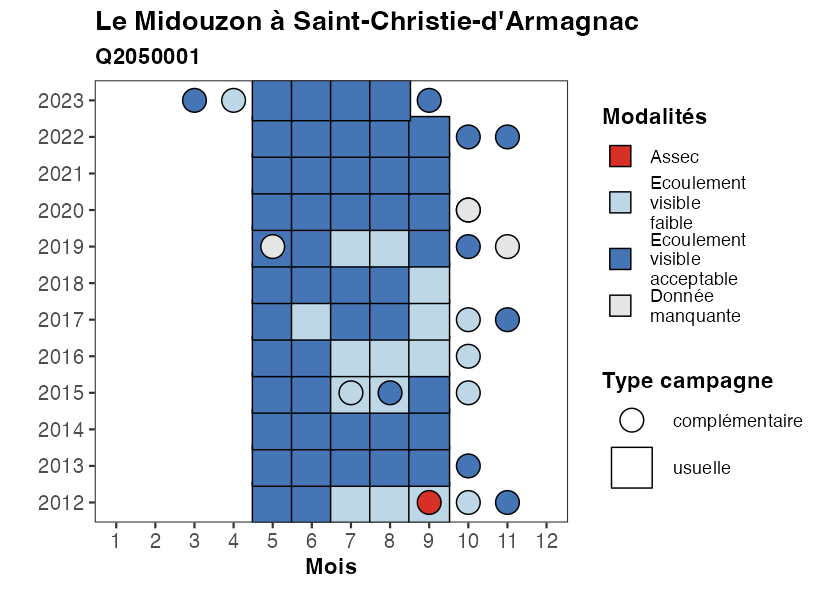 Le Midouzon à Saint-Christie-d'Armagnac
Q2050001
2023
2022
2021
2020
2019
2018
2017
2016
2015
2014
2013
2012
1 2 3 4 5 6 7 8 9 10 11 12
Mois
Modalités
Assec
Ecoulement
visible
faible
Ecoulement
visible
acceptable
Donnée
manquante
Type campagne
complémentaire
usuelle